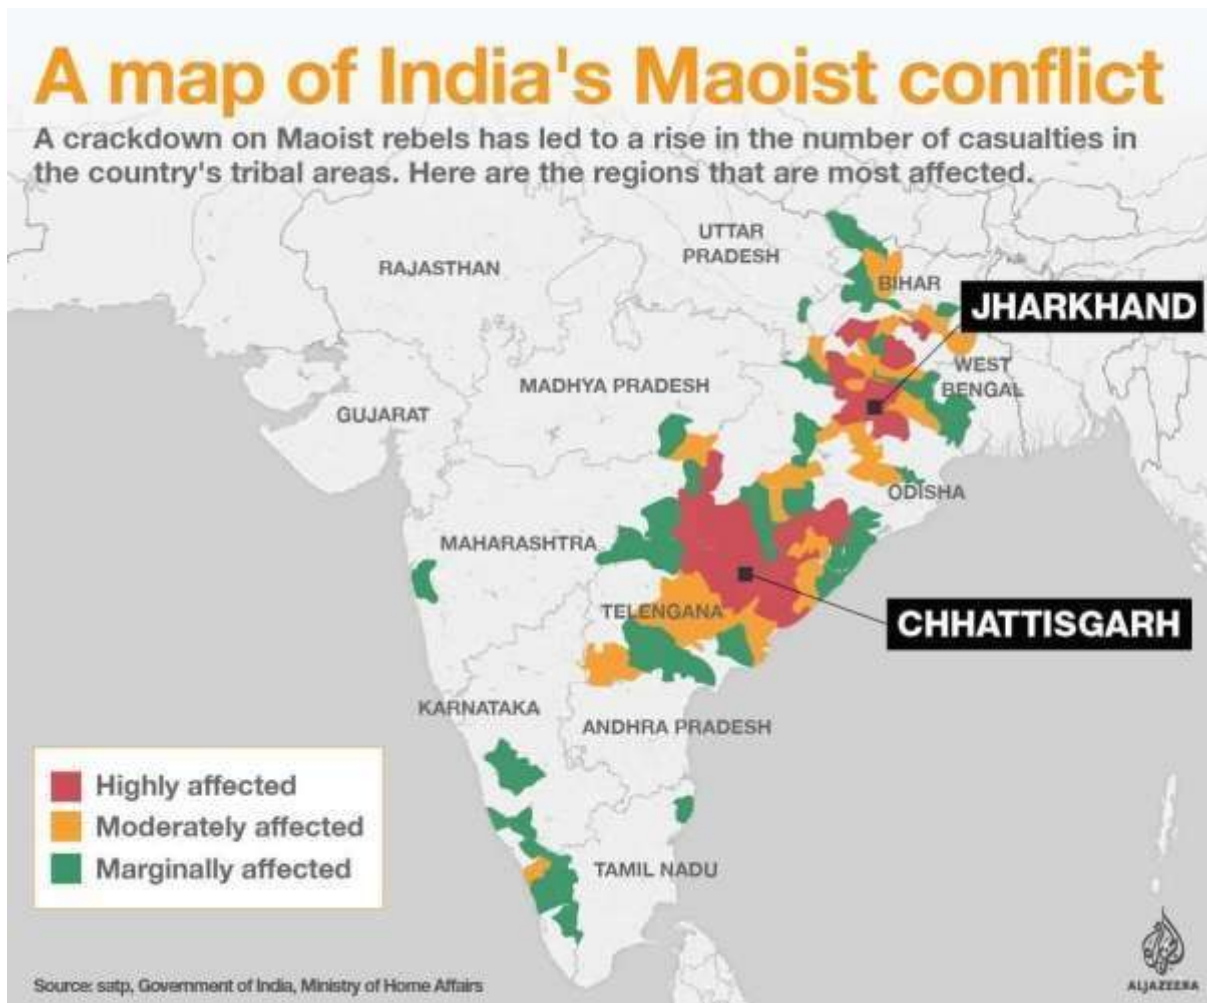 A map of India's Maoist conflict
A crackdown on Maoist rebels has led to a rise in the number of casualties in
the country's tribal areas. Here are the regions that are most affected.
UTTAR
PRADESH
RAJASTHAN
BIHAR
JHARKHAND
WEST
BENGAL
MADHYA PRADESH
GUJARAT
ODISHA
MAHARASHTRA
TELENGANA
CHHATTISGARH
KARNATAKA
ANDHRA PRADESH
Highly affected
Moderately affected
Marginally affected
TAMIL NADU
Source: satp, Government of India, Ministry of Home Affairs
ALJAZEERA